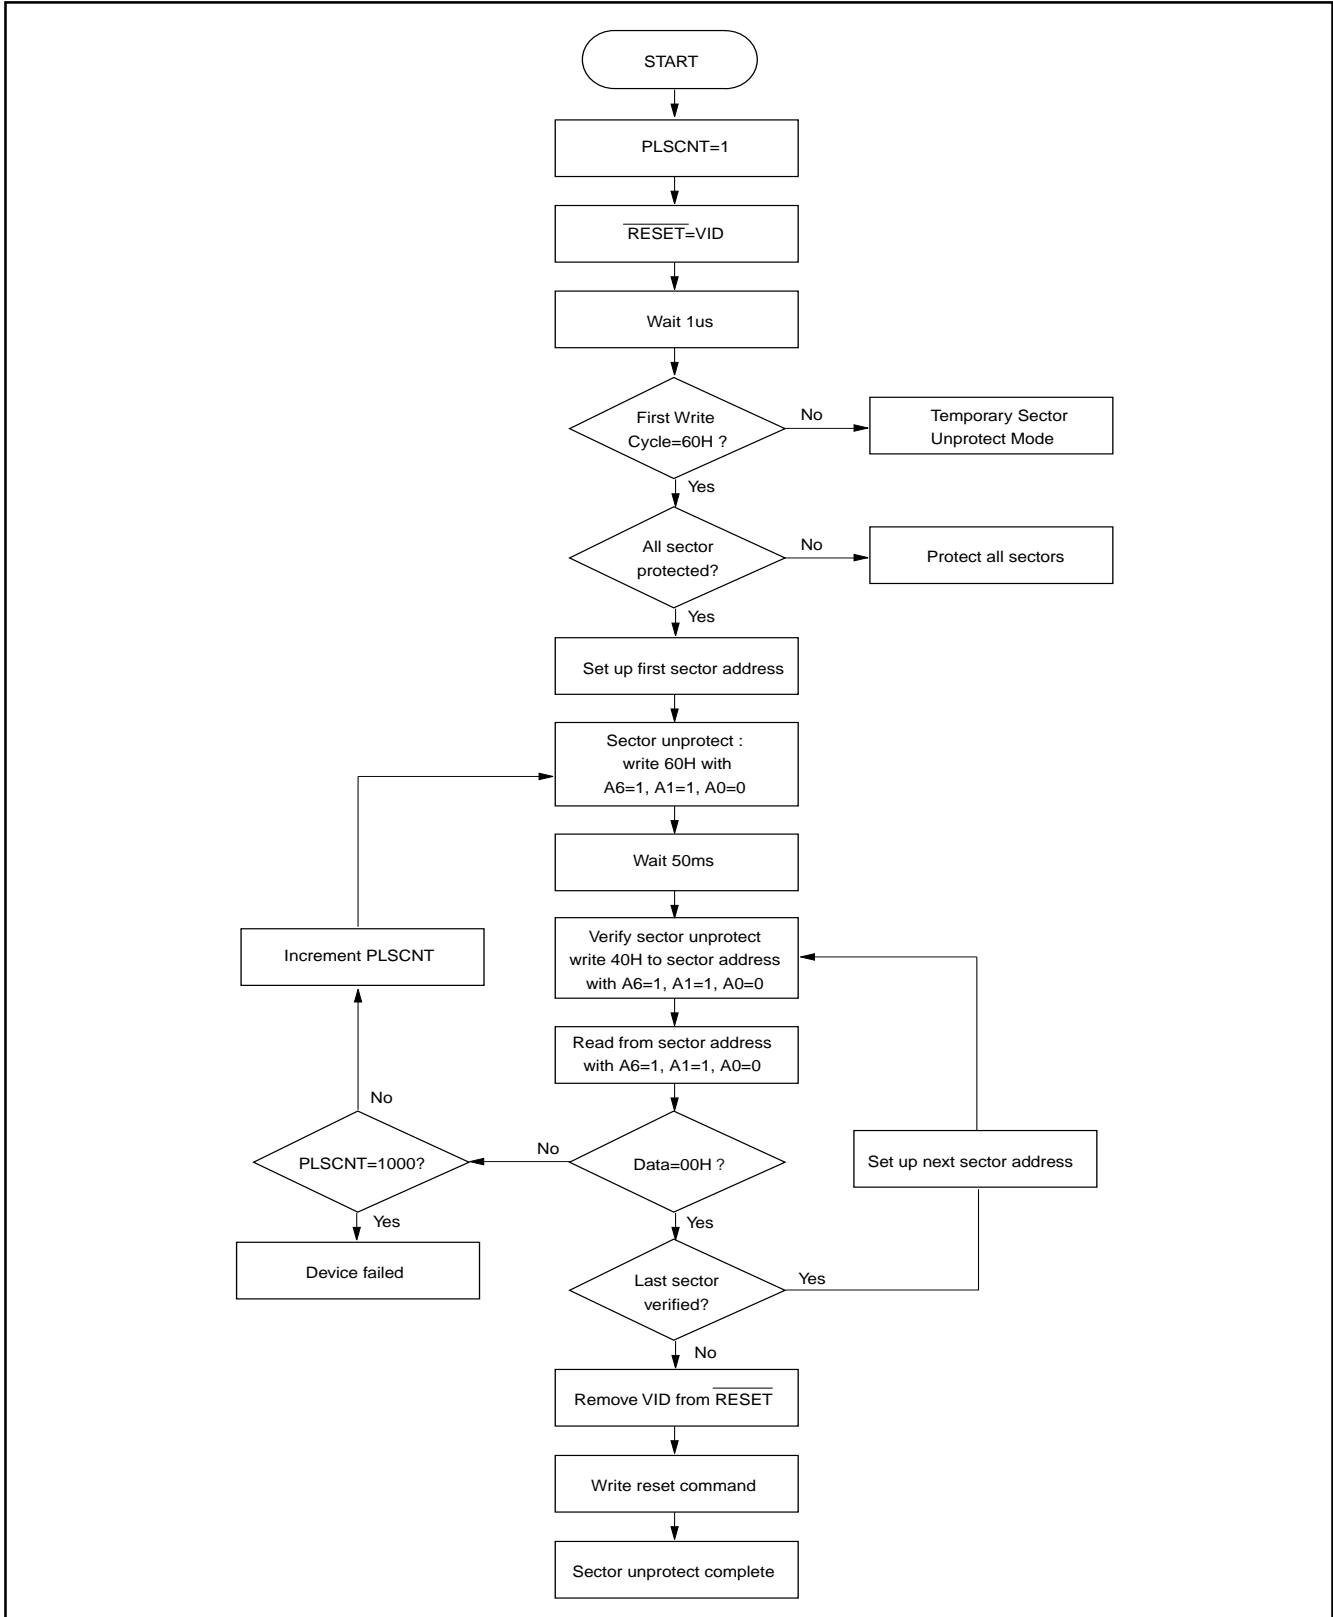 START
PLSCNT=1
RESET=VID
Wait 1us
First Write
Cycle=60H ?
No
Temporary Sector
Unprotect Mode
Yes
All sector
protected?
No
Protect all sectors
Yes
Set up first sector address
Sector unprotect :
write 60H with
A6=1, A1=1, A0=0
Wait 50ms
Increment PLSCNT
Verify sector unprotect
write 40H to sector address
with A6=1, A1=1, A0=0
Read from sector address
with A6=1, A1=1, A0=0
No
PLSCNT=1000?
No
Data=00H ?
Set up next sector address
Yes
Yes
Device failed
Last sector
verified?
Yes
No
Remove VID from RESET
Write reset command
Sector unprotect complete